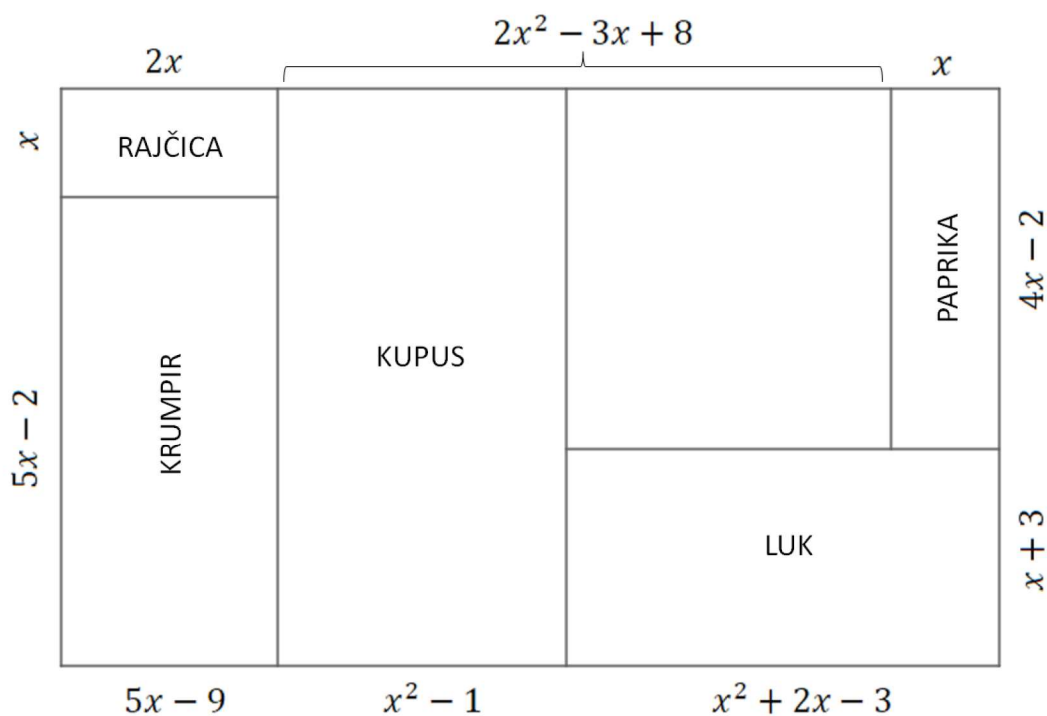 2x² − 3x + 8
2x
x
x
RAJČICA
PAPRIKA
4x − 2
KUPUS
KRUMPIR
5x − 2
LUK
x + 3
5x − 9
x² − 1
x² + 2x − 3